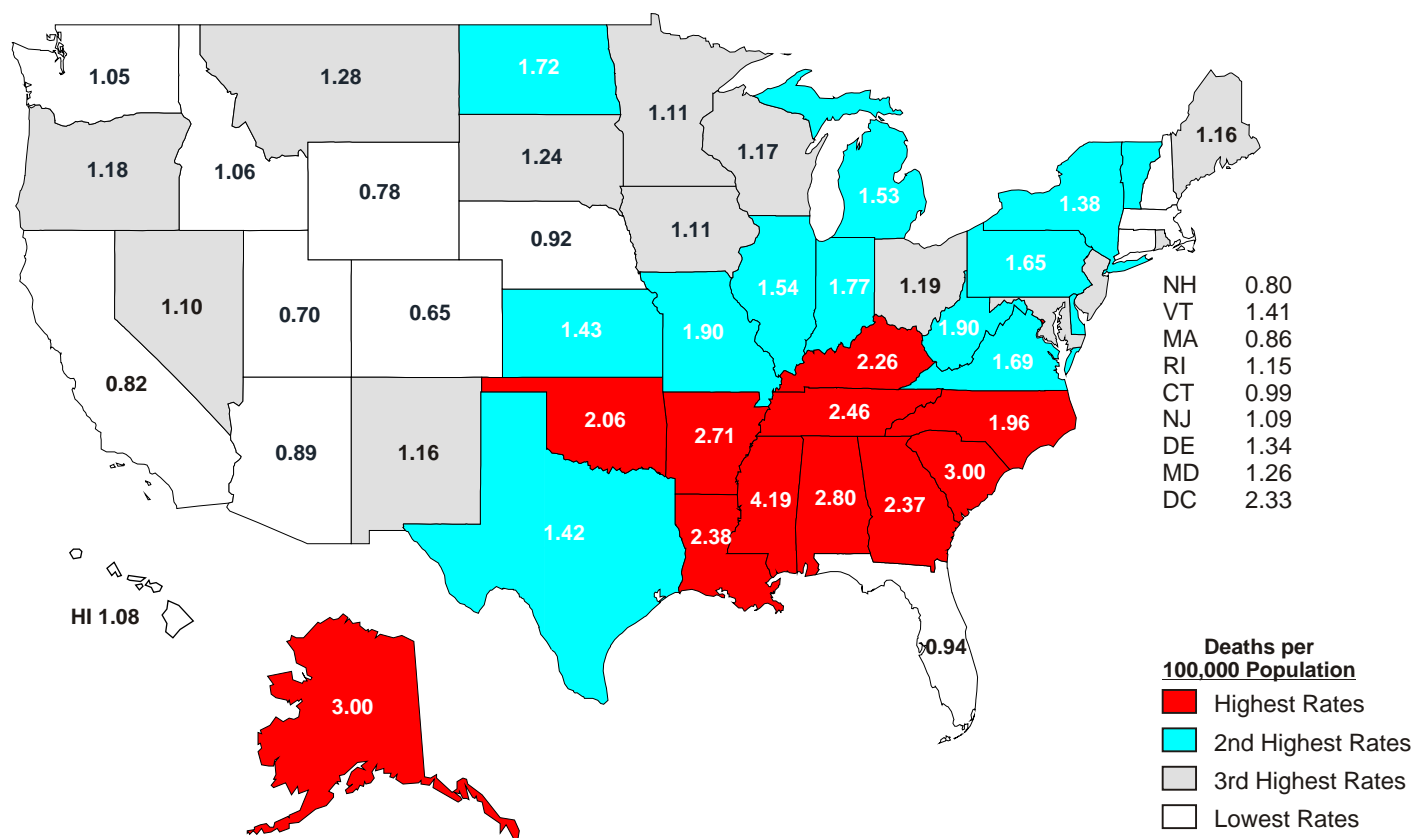 1.05
1.28
1.72
1.11
1.16
1.18
1.06
1.24
1.17
0.78
1.53
1.38
0.92
1.11
1.65
1.10
0.70
0.65
1.43
1.90
1.54
1.77
1.19
1.90
1.69
0.82
2.26
0.89
1.16
2.06
2.71
2.46
1.96
1.42
2.38
4.19
2.80
2.37
3.00
0.94
NH 0.80
VT 1.41
MA 0.86
RI 1.15
CT 0.99
NJ 1.09
DE 1.34
MD 1.26
DC 2.33
HI 1.08
3.00
Deaths per
100,000 Population
Highest Rates
2nd Highest Rates
3rd Highest Rates
Lowest Rates